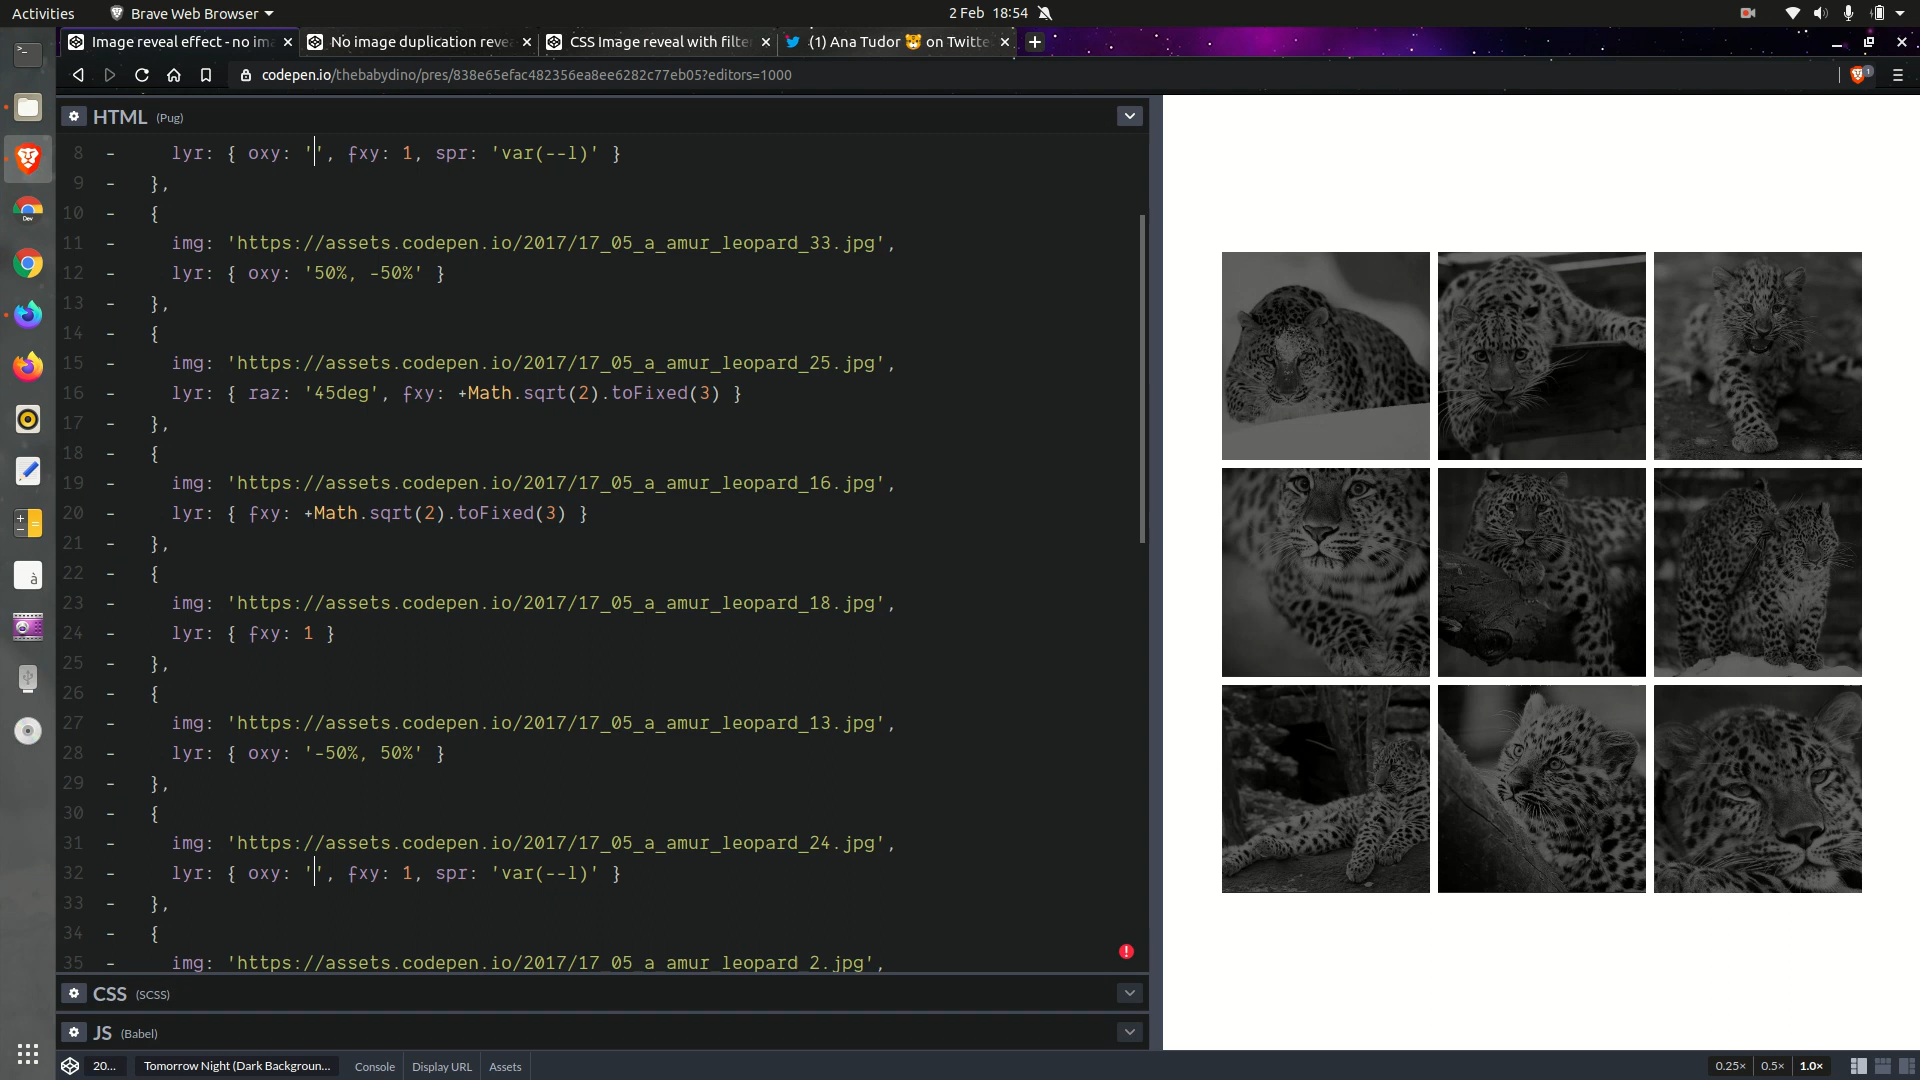 Activities
Brave Web Browser
2 Feb 18:54
Image reveal effect - no im
No image duplication reve
CSS Image reveal with filte
(1) Ana Tudor 🐯 on Twitte
codepen.io/thebabydino/pres/838e65efac482356ea8ee6282c77eb05?editors=1000
1
HTML (Pug)
8 - lyr: { oxy: '', fxy: 1, spr: 'var(--l)' }
9 - },
10 - {
11 - img: 'https://assets.codepen.io/2017/17_05_a_amur_leopard_33.jpg',
12 - lyr: { oxy: '50%, -50%' }
13 - },
14 - {
15 - img: 'https://assets.codepen.io/2017/17_05_a_amur_leopard_25.jpg',
16 - lyr: { raz: '45deg', fxy: +Math.sqrt(2).toFixed(3) }
17 - },
18 - {
19 - img: 'https://assets.codepen.io/2017/17_05_a_amur_leopard_16.jpg',
20 - lyr: { fxy: +Math.sqrt(2).toFixed(3) }
21 - },
22 - {
23 - img: 'https://assets.codepen.io/2017/17_05_a_amur_leopard_18.jpg',
24 - lyr: { fxy: 1 }
25 - },
26 - {
27 - img: 'https://assets.codepen.io/2017/17_05_a_amur_leopard_13.jpg',
28 - lyr: { oxy: '-50%, 50%' }
29 - },
30 - {
31 - img: 'https://assets.codepen.io/2017/17_05_a_amur_leopard_24.jpg',
32 - lyr: { oxy: '', fxy: 1, spr: 'var(--l)' }
33 - },
34 - {
35 - img: 'https://assets.codepen.io/2017/17_05_a_amur_leopard_2.jpg',
CSS (SCSS)
JS (Babel)
20...
Tomorrow Night (Dark Backgroun...
Console
Display URL
Assets
0.25×
0.5×
1.0×